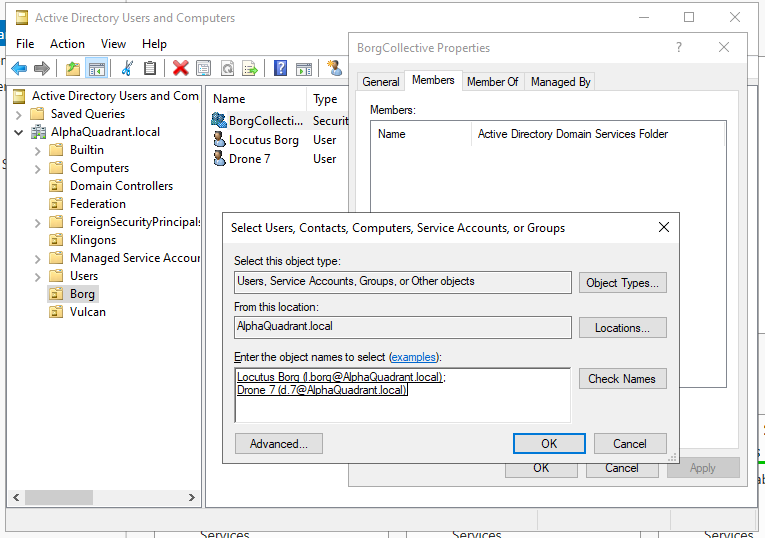 Active Directory Users and Computers
File Action View Help
Active Directory Users and Com
Saved Queries
AlphaQuadrant.local
Builtin
Computers
Domain Controllers
Federation
ForeignSecurityPrincipals
Klingons
Managed Service Accour
Users
Borg
Vulcan
Name Type
BorgCollecti... Securit
Locutus Borg User
Drone 7 User
BorgCollective Properties
?
General Members Member Of Managed By
Members:
Name Active Directory Domain Services Folder
Select Users, Contacts, Computers, Service Accounts, or Groups
Select this object type:
Users, Service Accounts, Groups, or Other objects Object Types...
From this location:
AlphaQuadrant.local Locations...
Enter the object names to select (examples):
Locutus Borg (l.borg@AlphaQuadrant.local);
Drone 7 (d.7@AlphaQuadrant.local)
Check Names
Advanced... OK Cancel
OK Cancel Apply
Services Services Services